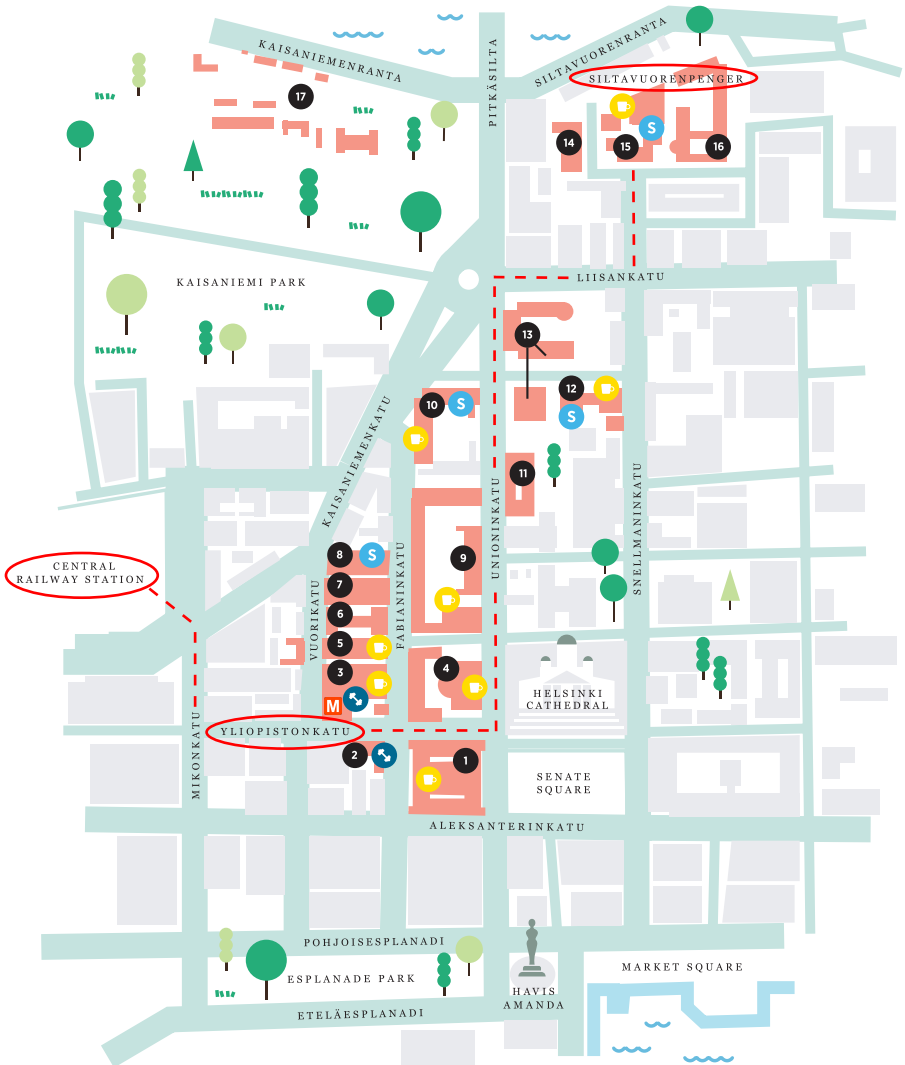 KAISANIEMENRANTA
PITKÄSILTA
SILTAVUORENRANTA
SILTAVUORENPENGER
17
14
15
S
16
KAISANIEMI PARK
LIISANKATU
13
12
S
10
S
11
KAISANIEMENKATU
UNIONINKATU
SNELLMANINKATU
CENTRAL
RAILWAY STATION
8
S
7
6
5
3
M
9
4
VUORIKATU
FABIANINKATU
HELSINKI
CATHEDRAL
MIKONKATU
YLIOPISTONKATU
2
1
SENATE
SQUARE
ALEKSANTERINKATU
POHJOISESPLANADI
ESPLANADE PARK
ETELÄESPLANADI
HAVIS
AMANDA
MARKET SQUARE